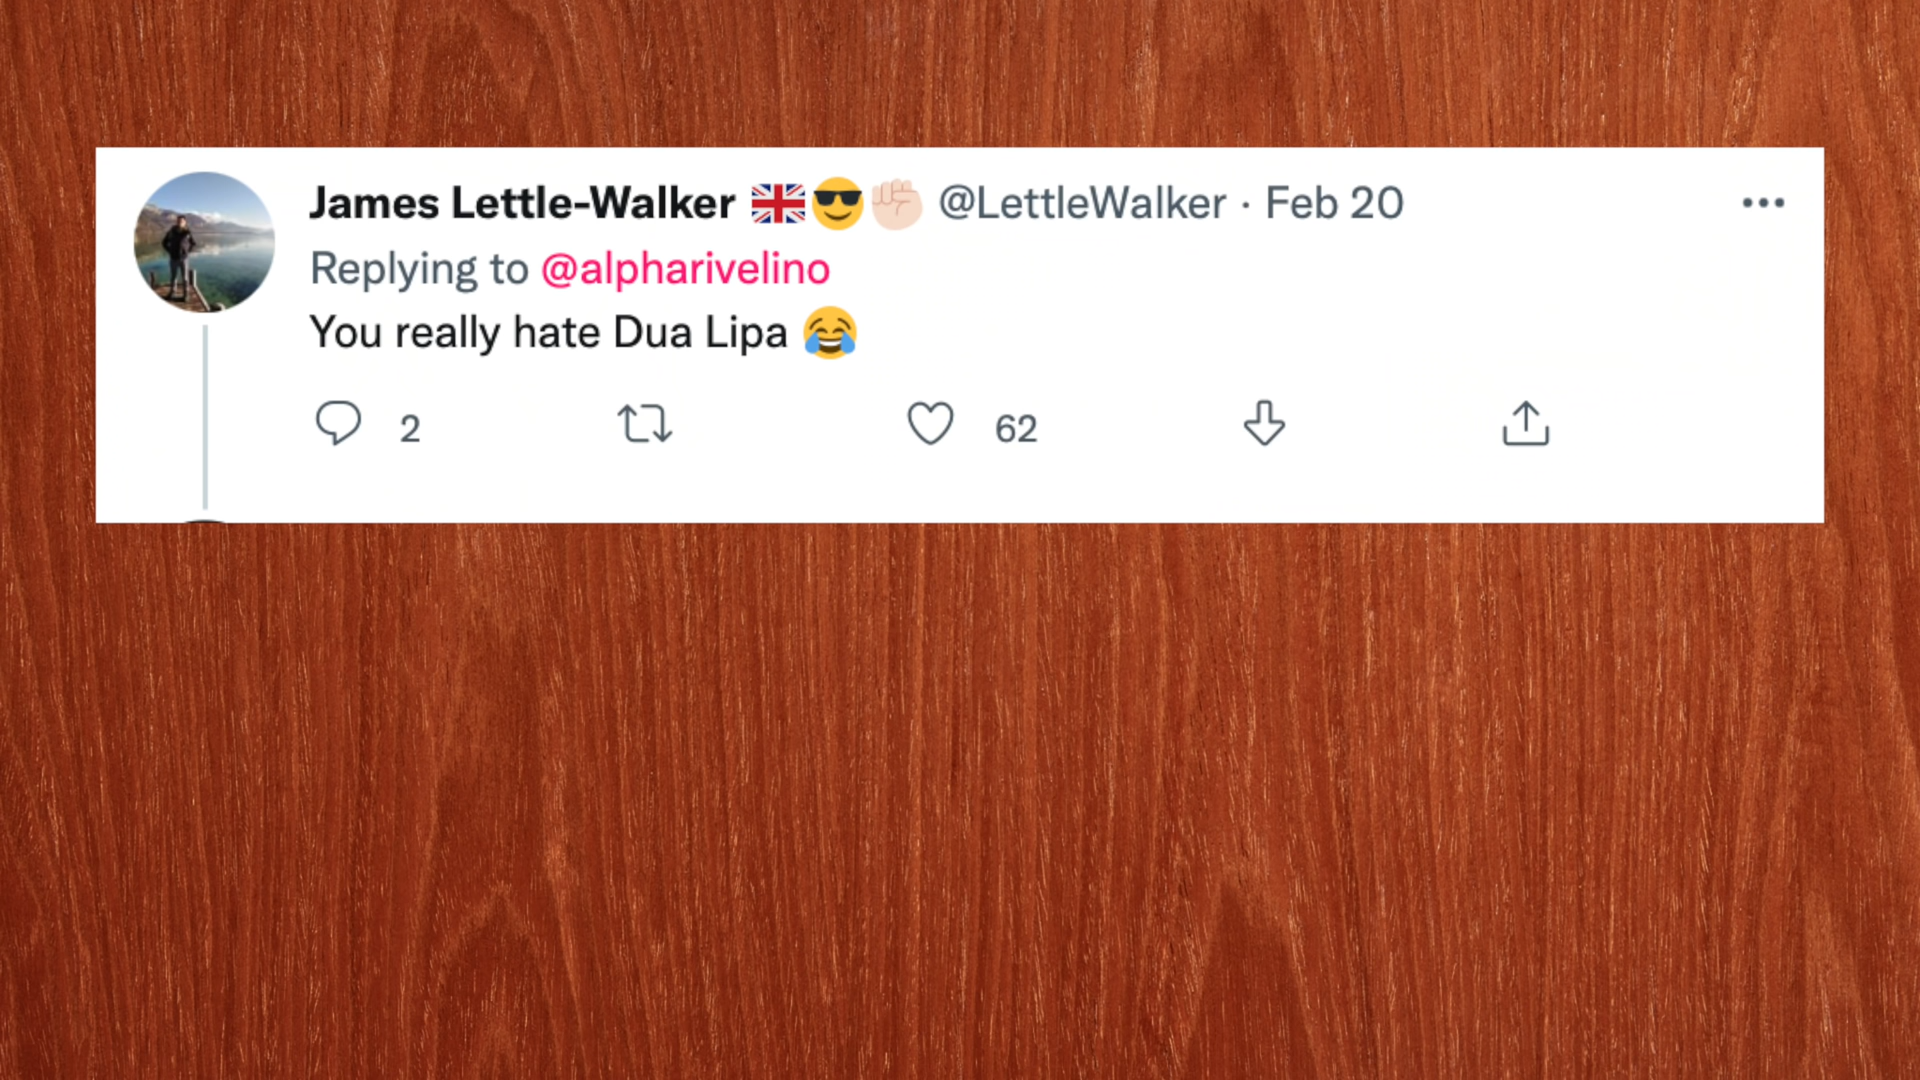 James Lettle-Walker 🇬🇧😎✊🏻 @LettleWalker · Feb 20
Replying to @alpharivelino
You really hate Dua Lipa 😂
2 62